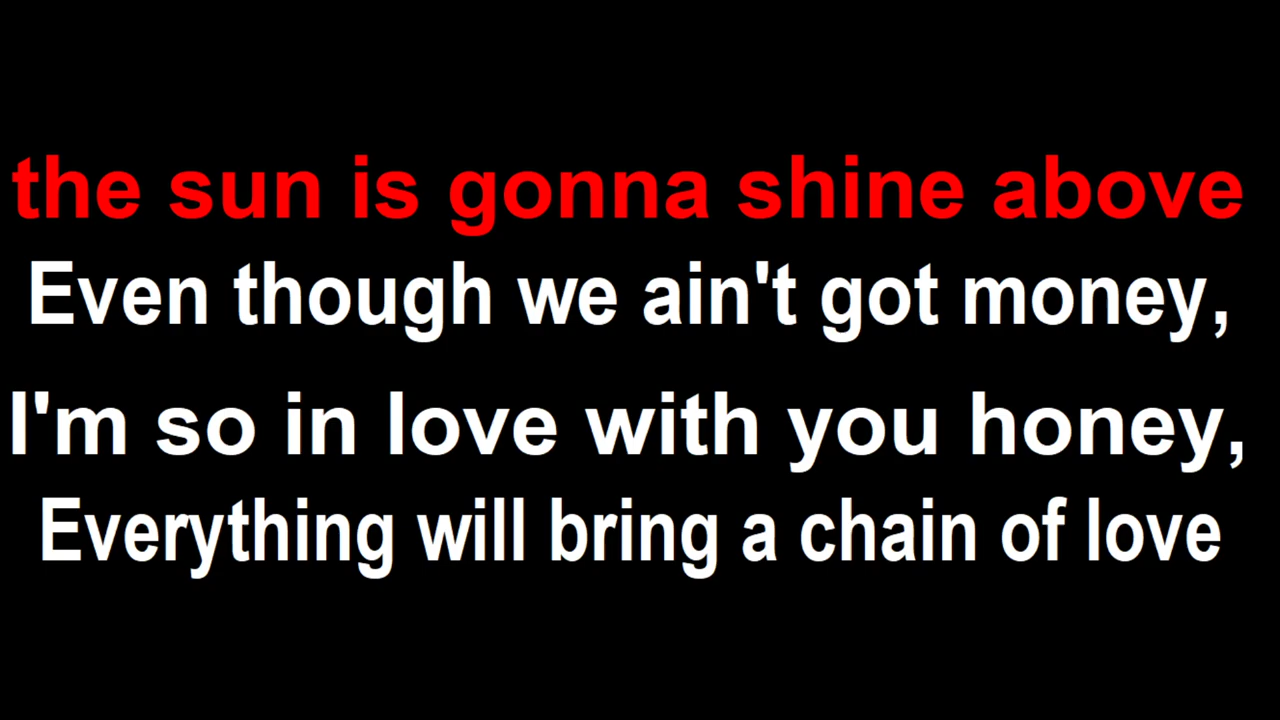 the sun is gonna shine above
Even though we ain't got money,
I'm so in love with you honey,
Everything will bring a chain of love